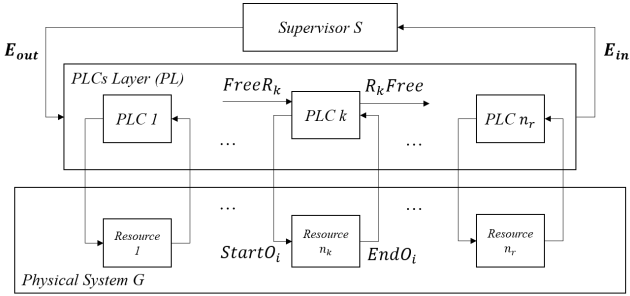 Supervisor S
E_out
E_in
PLCs Layer (PL)
FreeR_k
R_kFree
PLC 1
PLC k
PLC n_r
...
...
...
...
Resource
1
Resource
n_k
Resource
n_r
StartO_i
EndO_i
Physical System G